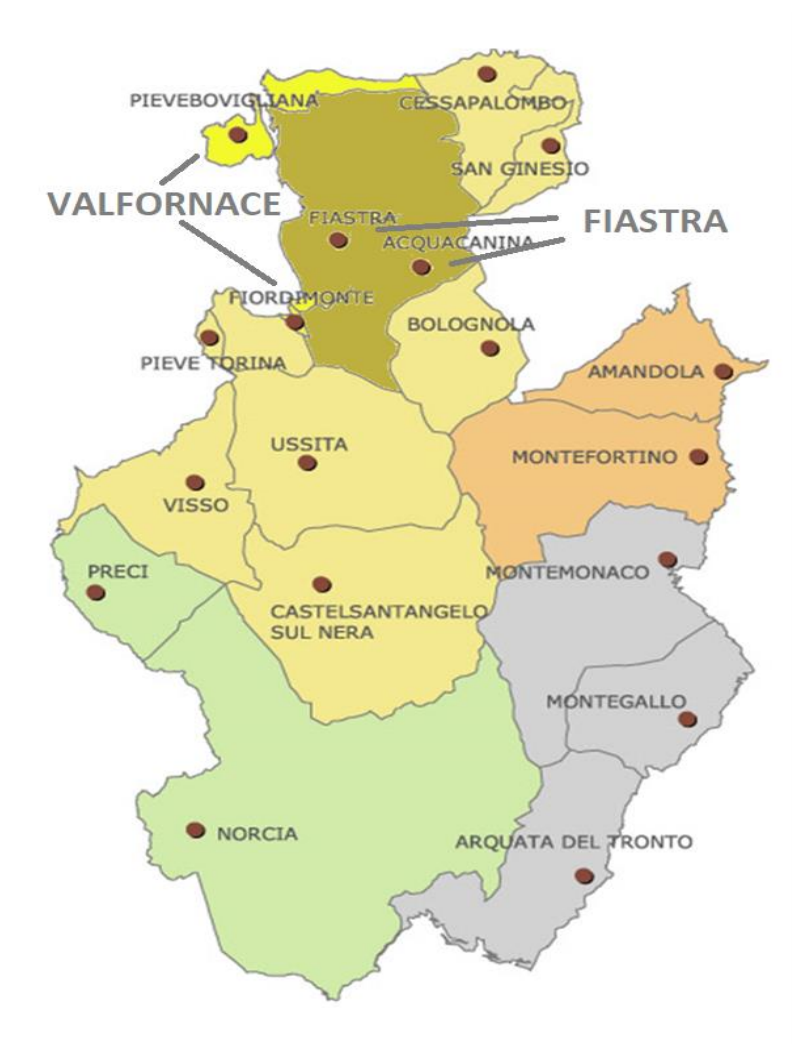 PIEVEBOVIGLIANA
CESSAPALOMBO
SAN GINESIO
VALFORNACE
FIASTRA
FIASTRA
ACQUACANINA
FIORDIMONTE
BOLOGNOLA
PIEVE TORINA
AMANDOLA
USSITA
MONTEFORTINO
VISSO
PRECI
MONTEMONACO
CASTELSANTANGELO
SUL NERA
MONTEGALLO
NORCIA
ARQUATA DEL TRONTO